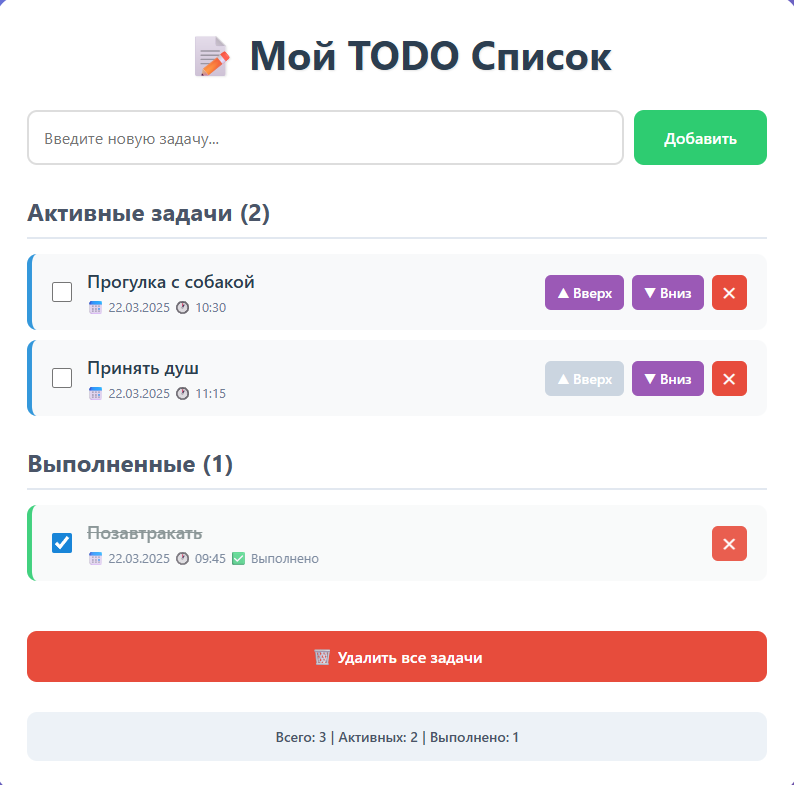 📝 Мой TODO Список
Введите новую задачу...
Добавить
Активные задачи (2)
Прогулка с собакой
📅 22.03.2025 🕐 10:30
▲ Вверх
▼ Вниз
✕
Принять душ
📅 22.03.2025 🕐 11:15
▲ Вверх
▼ Вниз
✕
Выполненные (1)
Позавтракать
📅 22.03.2025 🕐 09:45 ✅ Выполнено
✕
🗑️ Удалить все задачи
Всего: 3 | Активных: 2 | Выполнено: 1